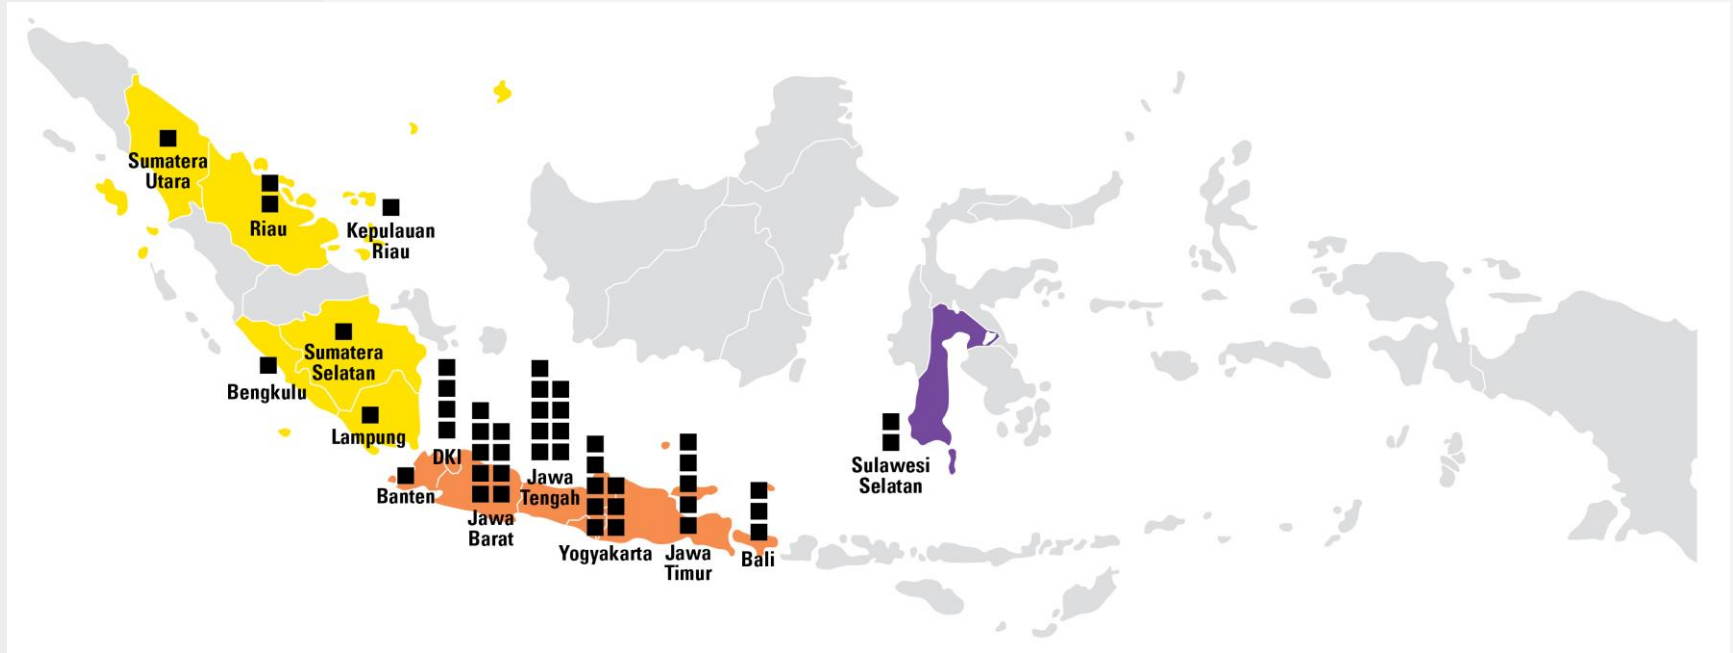 Sumatera
Utara
Riau
Kepulauan
Riau
Sumatera
Selatan
Bengkulu
Lampung
DKI
Banten
Jawa
Barat
Jawa
Tengah
Yogyakarta
Jawa
Timur
Bali
Sulawesi
Selatan